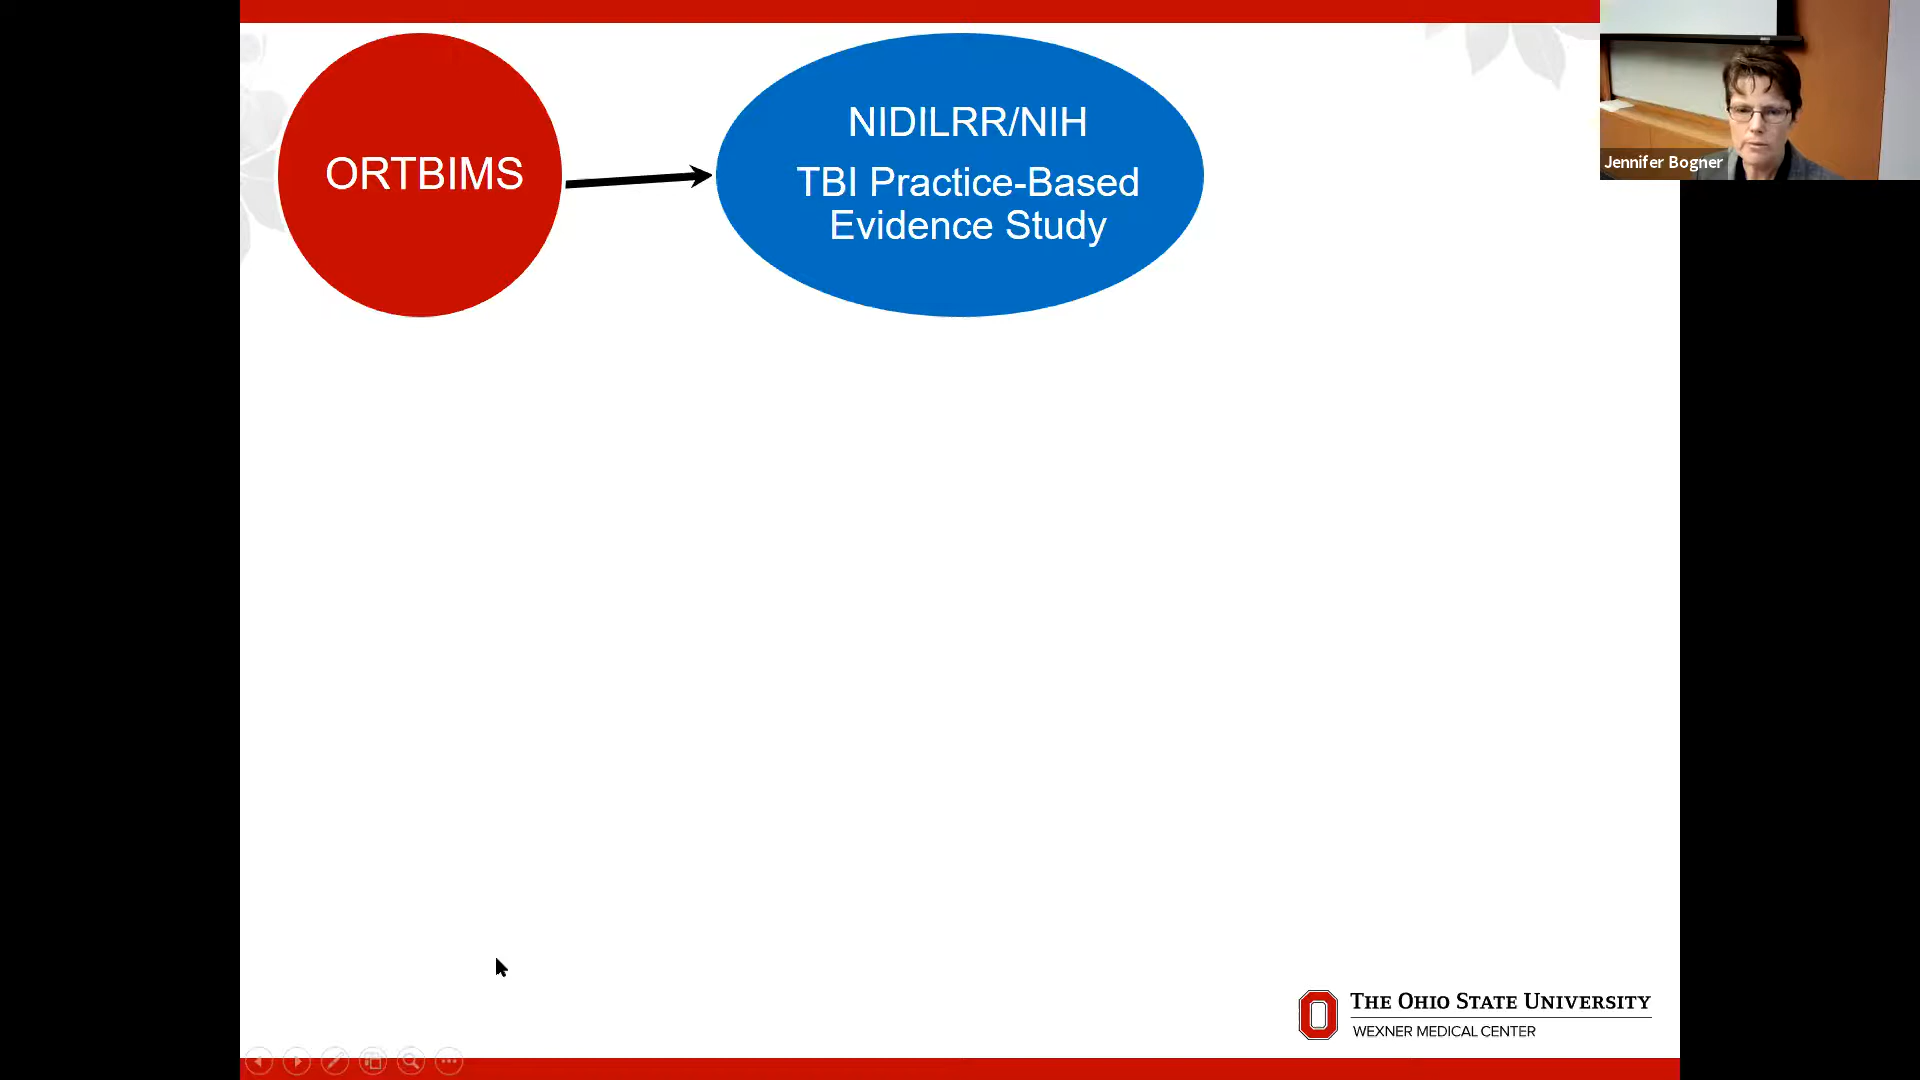 ORTBIMS
NIDILRR/NIH
TBI Practice-Based
Evidence Study
Jennifer Bogner
THE OHIO STATE UNIVERSITY
WEXNER MEDICAL CENTER